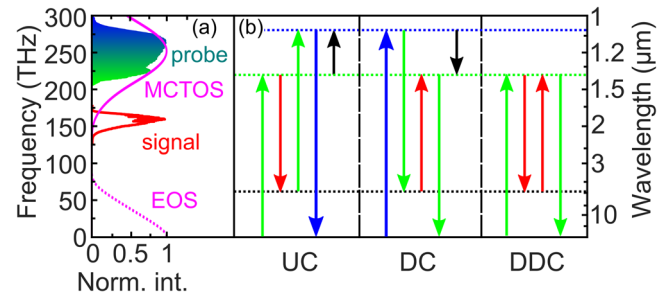 Frequency (THz)
300
250
200
150
100
50
0
(a)
probe
MCTOS
signal
EOS
0 0.5 1
Norm. int.
(b)
UC DC DDC
1
1.2
1.5
2
3
10
Wavelength (μm)